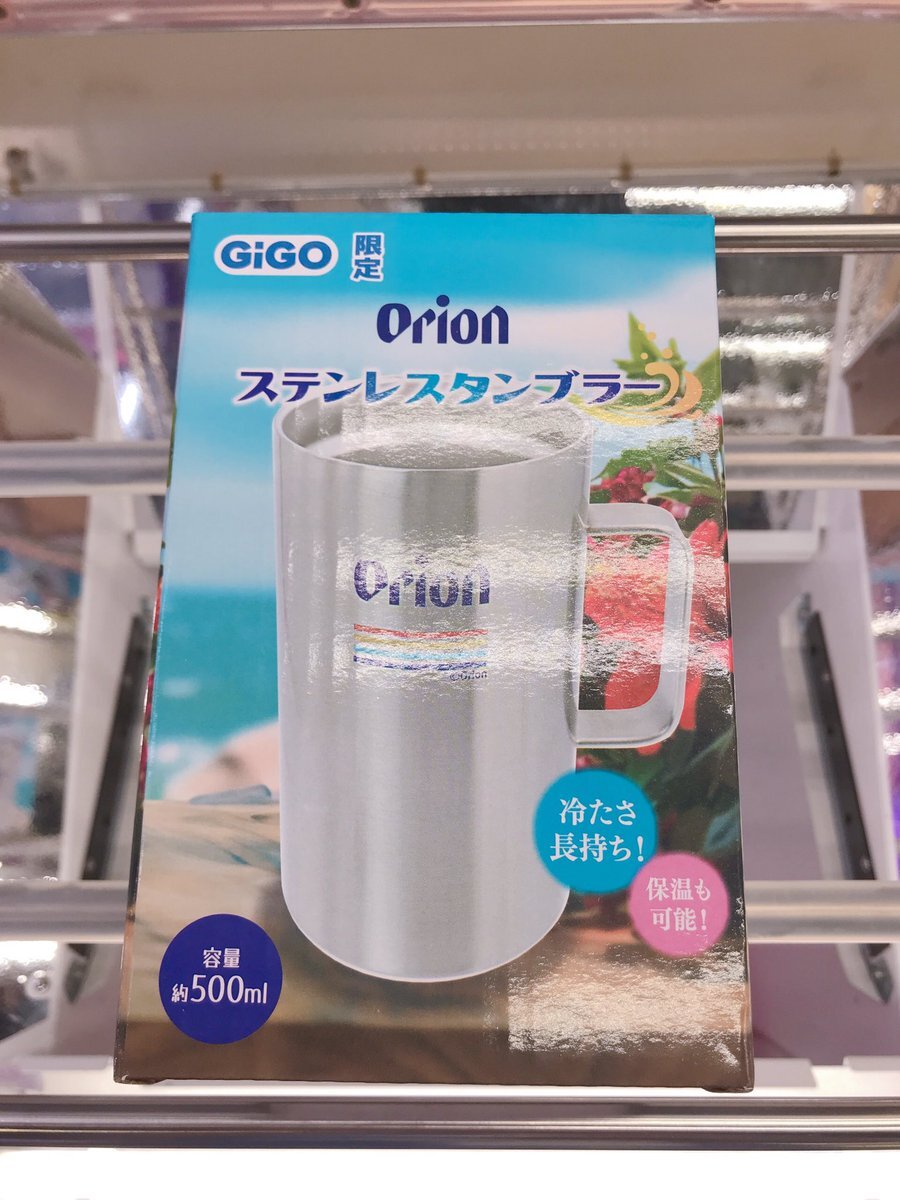 GiGO 限定
Orion
ステンレスタンブラー
Orion
©Orion
冷たさ
長持ち!
保温も
可能!
容量
約500ml